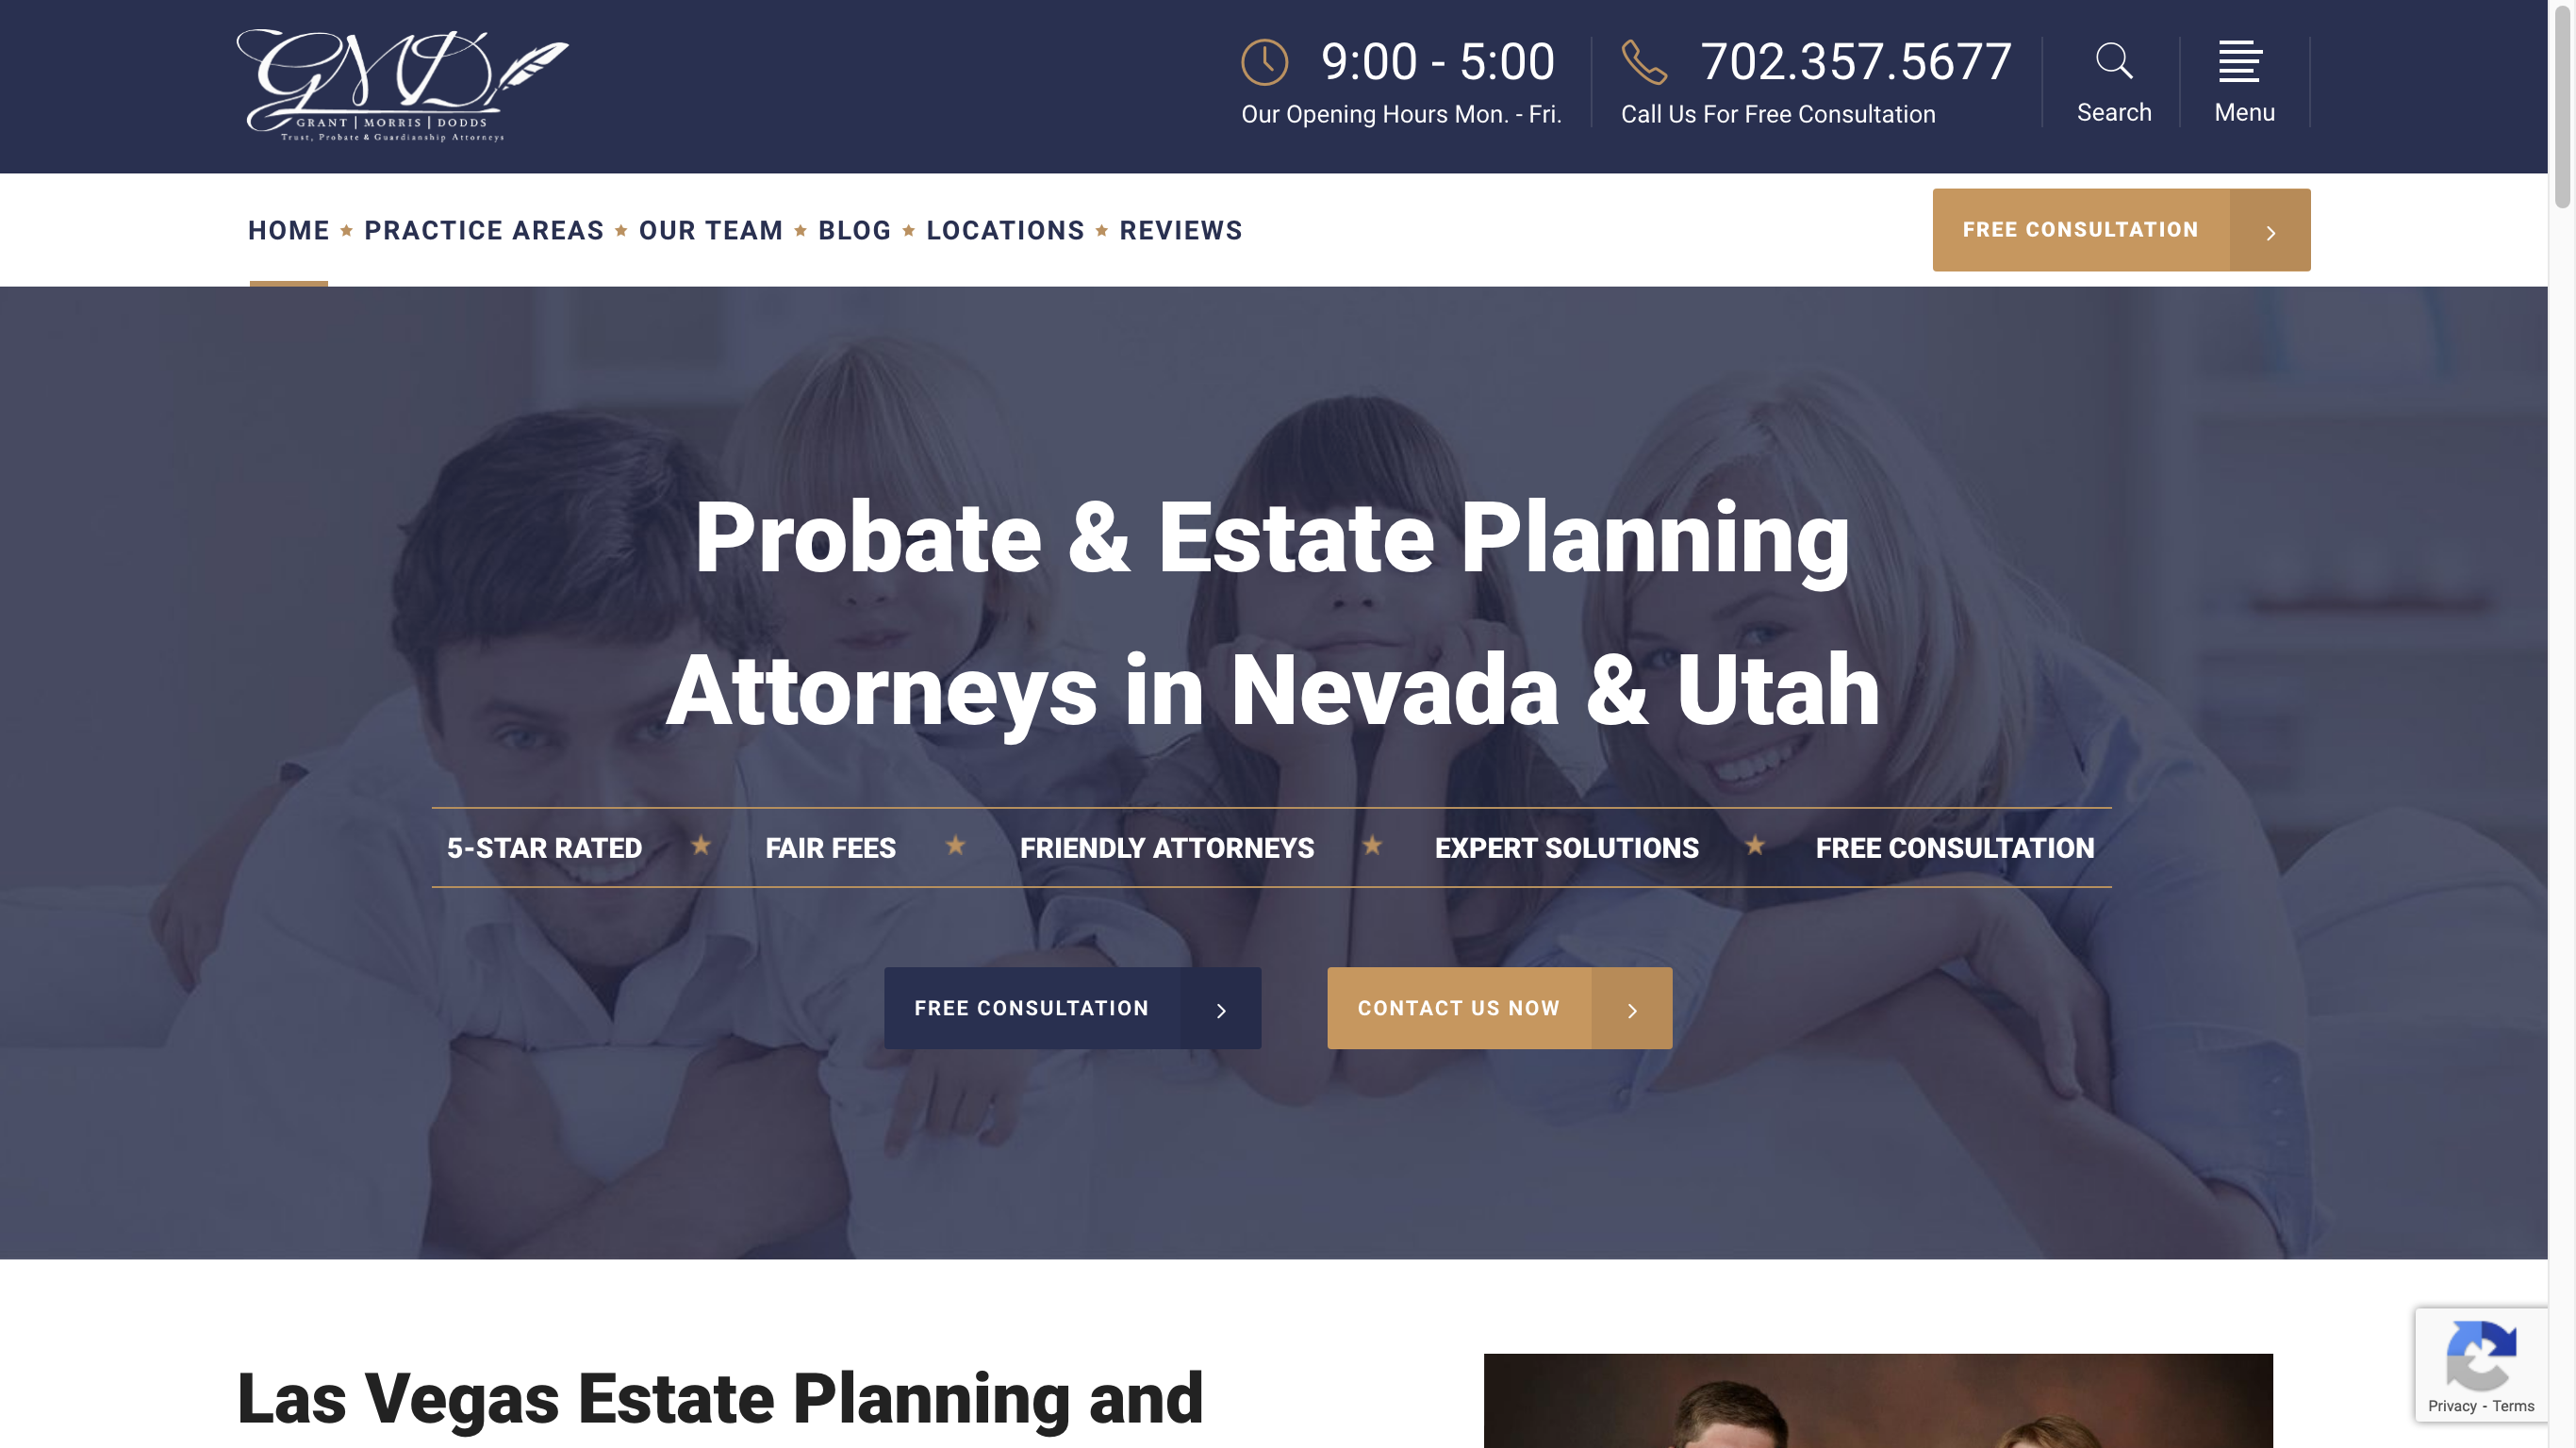 GMD
GRANT | MORRIS | DODDS
Trust, Probate & Guardianship Attorneys
9:00 - 5:00
Our Opening Hours Mon. - Fri.
702.357.5677
Call Us For Free Consultation
Search
Menu
HOME PRACTICE AREAS OUR TEAM BLOG LOCATIONS REVIEWS
FREE CONSULTATION
Probate & Estate Planning
Attorneys in Nevada & Utah
5-STAR RATED FAIR FEES FRIENDLY ATTORNEYS EXPERT SOLUTIONS FREE CONSULTATION
FREE CONSULTATION
CONTACT US NOW
Las Vegas Estate Planning and
Privacy - Terms